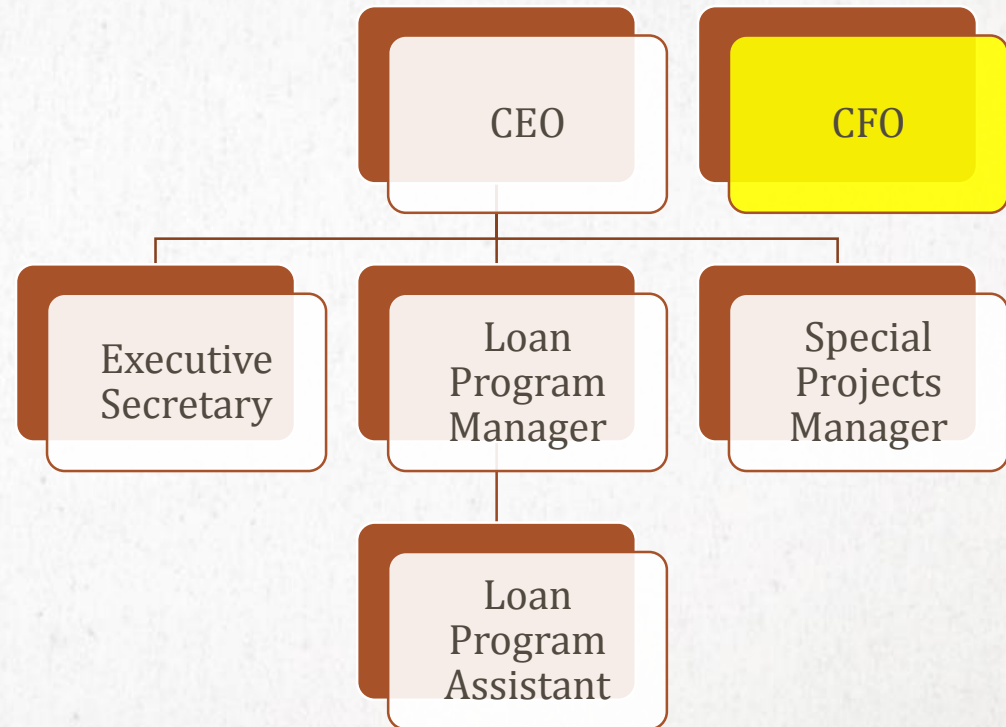 CEO
CFO
Executive
Secretary
Loan
Program
Manager
Special
Projects
Manager
Loan
Program
Assistant